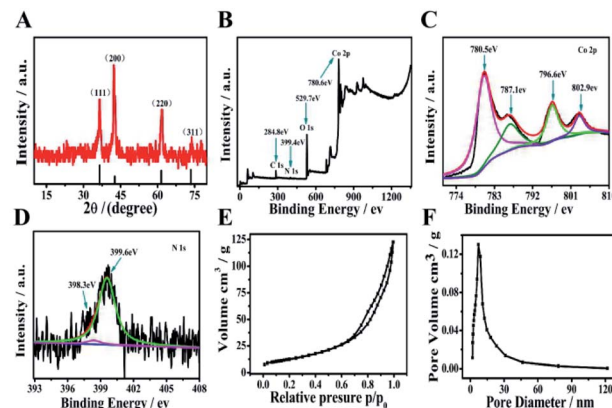 A
Intensity / a.u.
(111)
(200)
(220)
(311)
15 30 45 60 75
2θ / (degree)
B
Intensity / a.u.
Co 2p
780.6eV
529.7eV
O 1s
284.8eV
399.4eV
C 1s
N 1s
0 300 600 900 1200
Binding Energy / ev
C
Intensity / a.u.
Co 2p
780.5eV
787.1ev
796.6eV
802.9ev
774 783 792 801 810
Binding Energy / ev
D
Intensity / a.u.
N 1s
399.6eV
398.3eV
393 396 399 402 405 408
Binding Energy / ev
E
Volume cm³ / g
125
100
75
50
25
0
0.0 0.2 0.4 0.6 0.8 1.0
Relative presure p/p₀
F
Pore Volume cm³ / g
0.12
0.08
0.04
0.00
0 30 60 90 120
Pore Diameter / nm